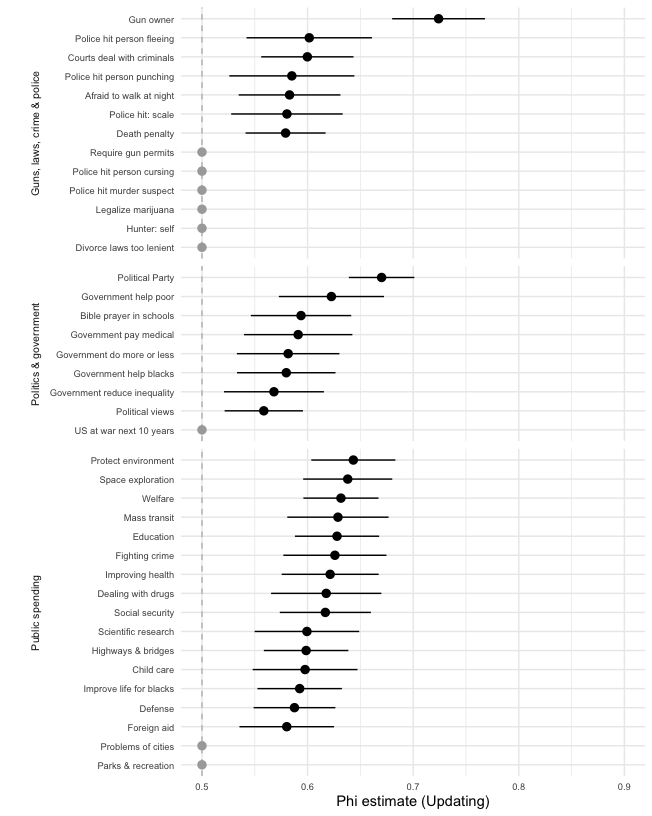 Guns, laws, crime & police
Gun owner
Police hit person fleeing
Courts deal with criminals
Police hit person punching
Afraid to walk at night
Police hit: scale
Death penalty
Require gun permits
Police hit person cursing
Police hit murder suspect
Legalize marijuana
Hunter: self
Divorce laws too lenient
Politics & government
Political Party
Government help poor
Bible prayer in schools
Government pay medical
Government do more or less
Government help blacks
Government reduce inequality
Political views
US at war next 10 years
Public spending
Protect environment
Space exploration
Welfare
Mass transit
Education
Fighting crime
Improving health
Dealing with drugs
Social security
Scientific research
Highways & bridges
Child care
Improve life for blacks
Defense
Foreign aid
Problems of cities
Parks & recreation
0.5 0.6 0.7 0.8 0.9
Phi estimate (Updating)